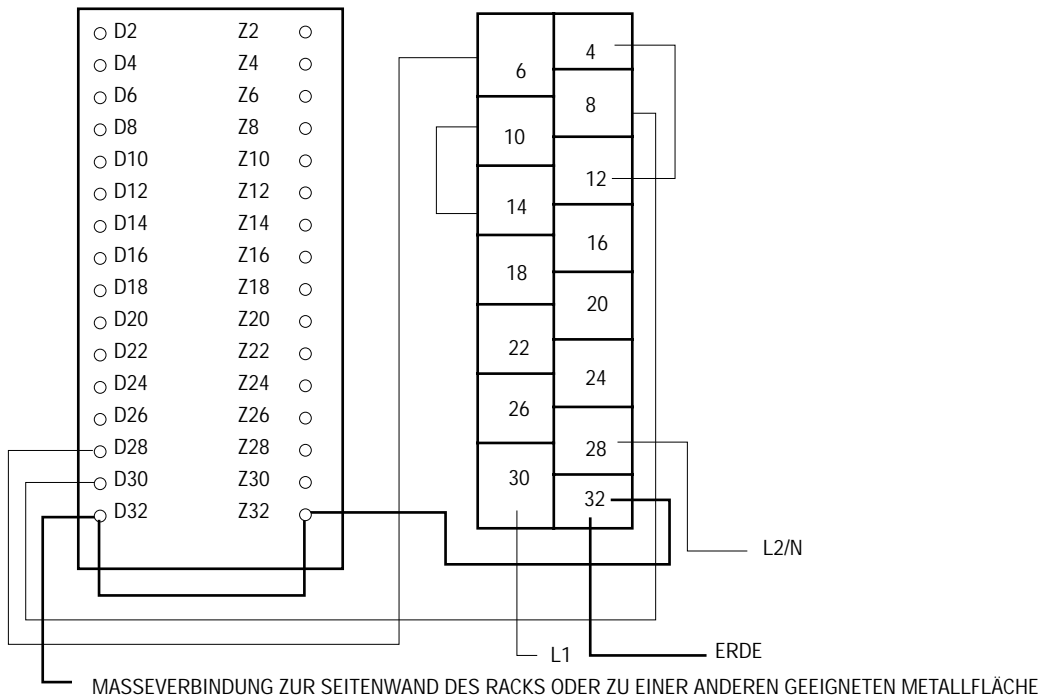 D2 Z2
D4 Z4
D6 Z6
D8 Z8
D10 Z10
D12 Z12
D14 Z14
D16 Z16
D18 Z18
D20 Z20
D22 Z22
D24 Z24
D26 Z26
D28 Z28
D30 Z30
D32 Z32
6 4
10 8
14 12
18 16
22 20
26 24
30 28
32
L2/N
L1
ERDE
MASSEVERBINDUNG ZUR SEITENWAND DES RACKS ODER ZU EINER ANDEREN GEEIGNETEN METALLFLÄCHE